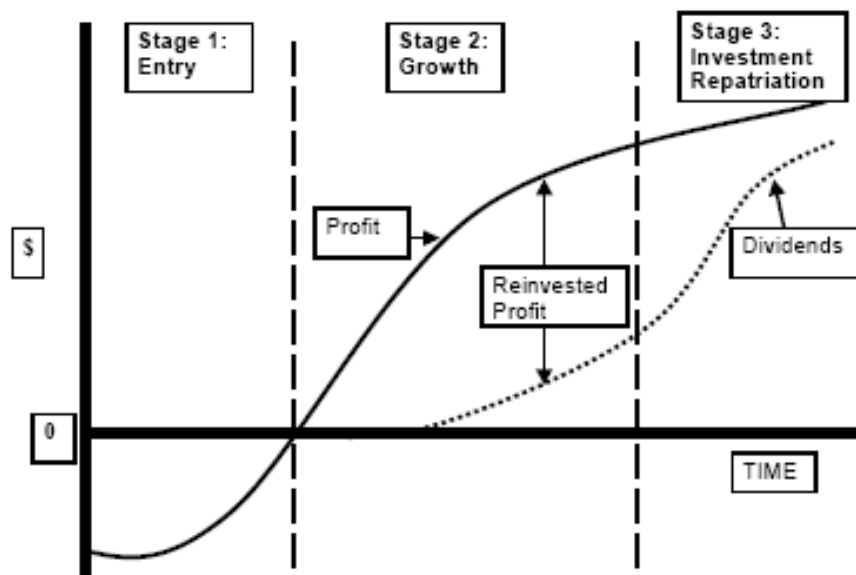 Stage 1:
Entry
Stage 2:
Growth
Stage 3:
Investment
Repatriation
Profit
$
Dividends
Reinvested
Profit
0
TIME